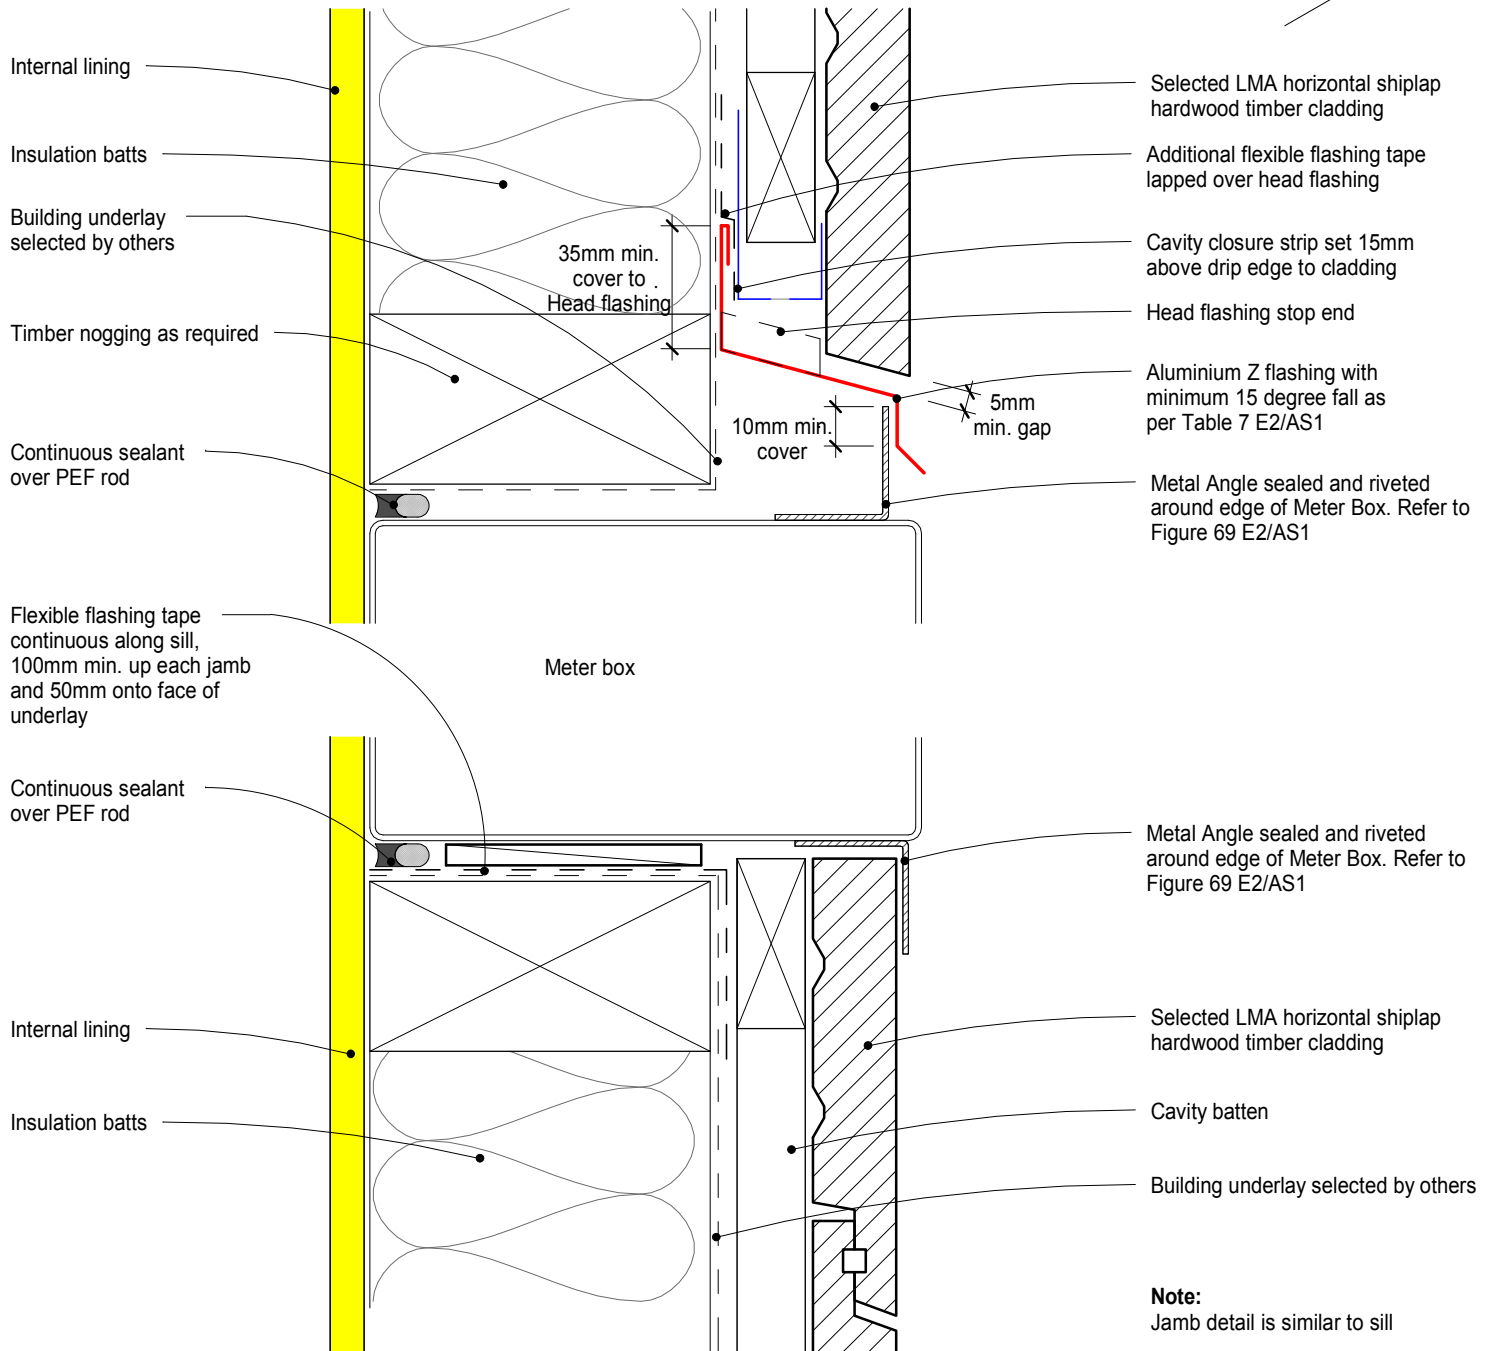 Internal lining
Insulation batts
Building underlay
selected by others
Timber nogging as required
Continuous sealant
over PEF rod
Flexible flashing tape
continuous along sill,
100mm min. up each jamb
and 50mm onto face of
underlay
Continuous sealant
over PEF rod
Internal lining
Insulation batts
35mm min.
cover to
Head flashing
10mm min.
cover
5mm
min. gap
Meter box
Selected LMA horizontal shiplap
hardwood timber cladding
Additional flexible flashing tape
lapped over head flashing
Cavity closure strip set 15mm
above drip edge to cladding
Head flashing stop end
Aluminium Z flashing with
minimum 15 degree fall as
per Table 7 E2/AS1
Metal Angle sealed and riveted
around edge of Meter Box. Refer to
Figure 69 E2/AS1
Metal Angle sealed and riveted
around edge of Meter Box. Refer to
Figure 69 E2/AS1
Selected LMA horizontal shiplap
hardwood timber cladding
Cavity batten
Building underlay selected by others
Note:
Jamb detail is similar to sill